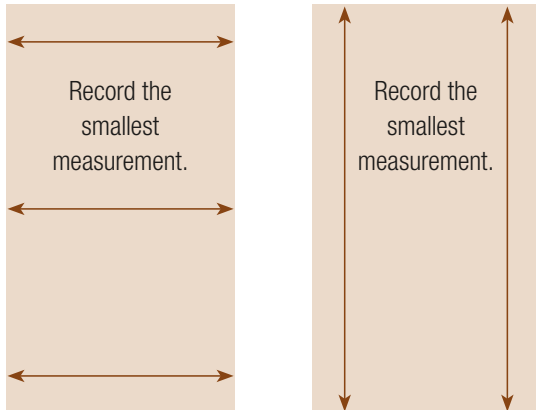 Record the
smallest
measurement.
Record the
smallest
measurement.